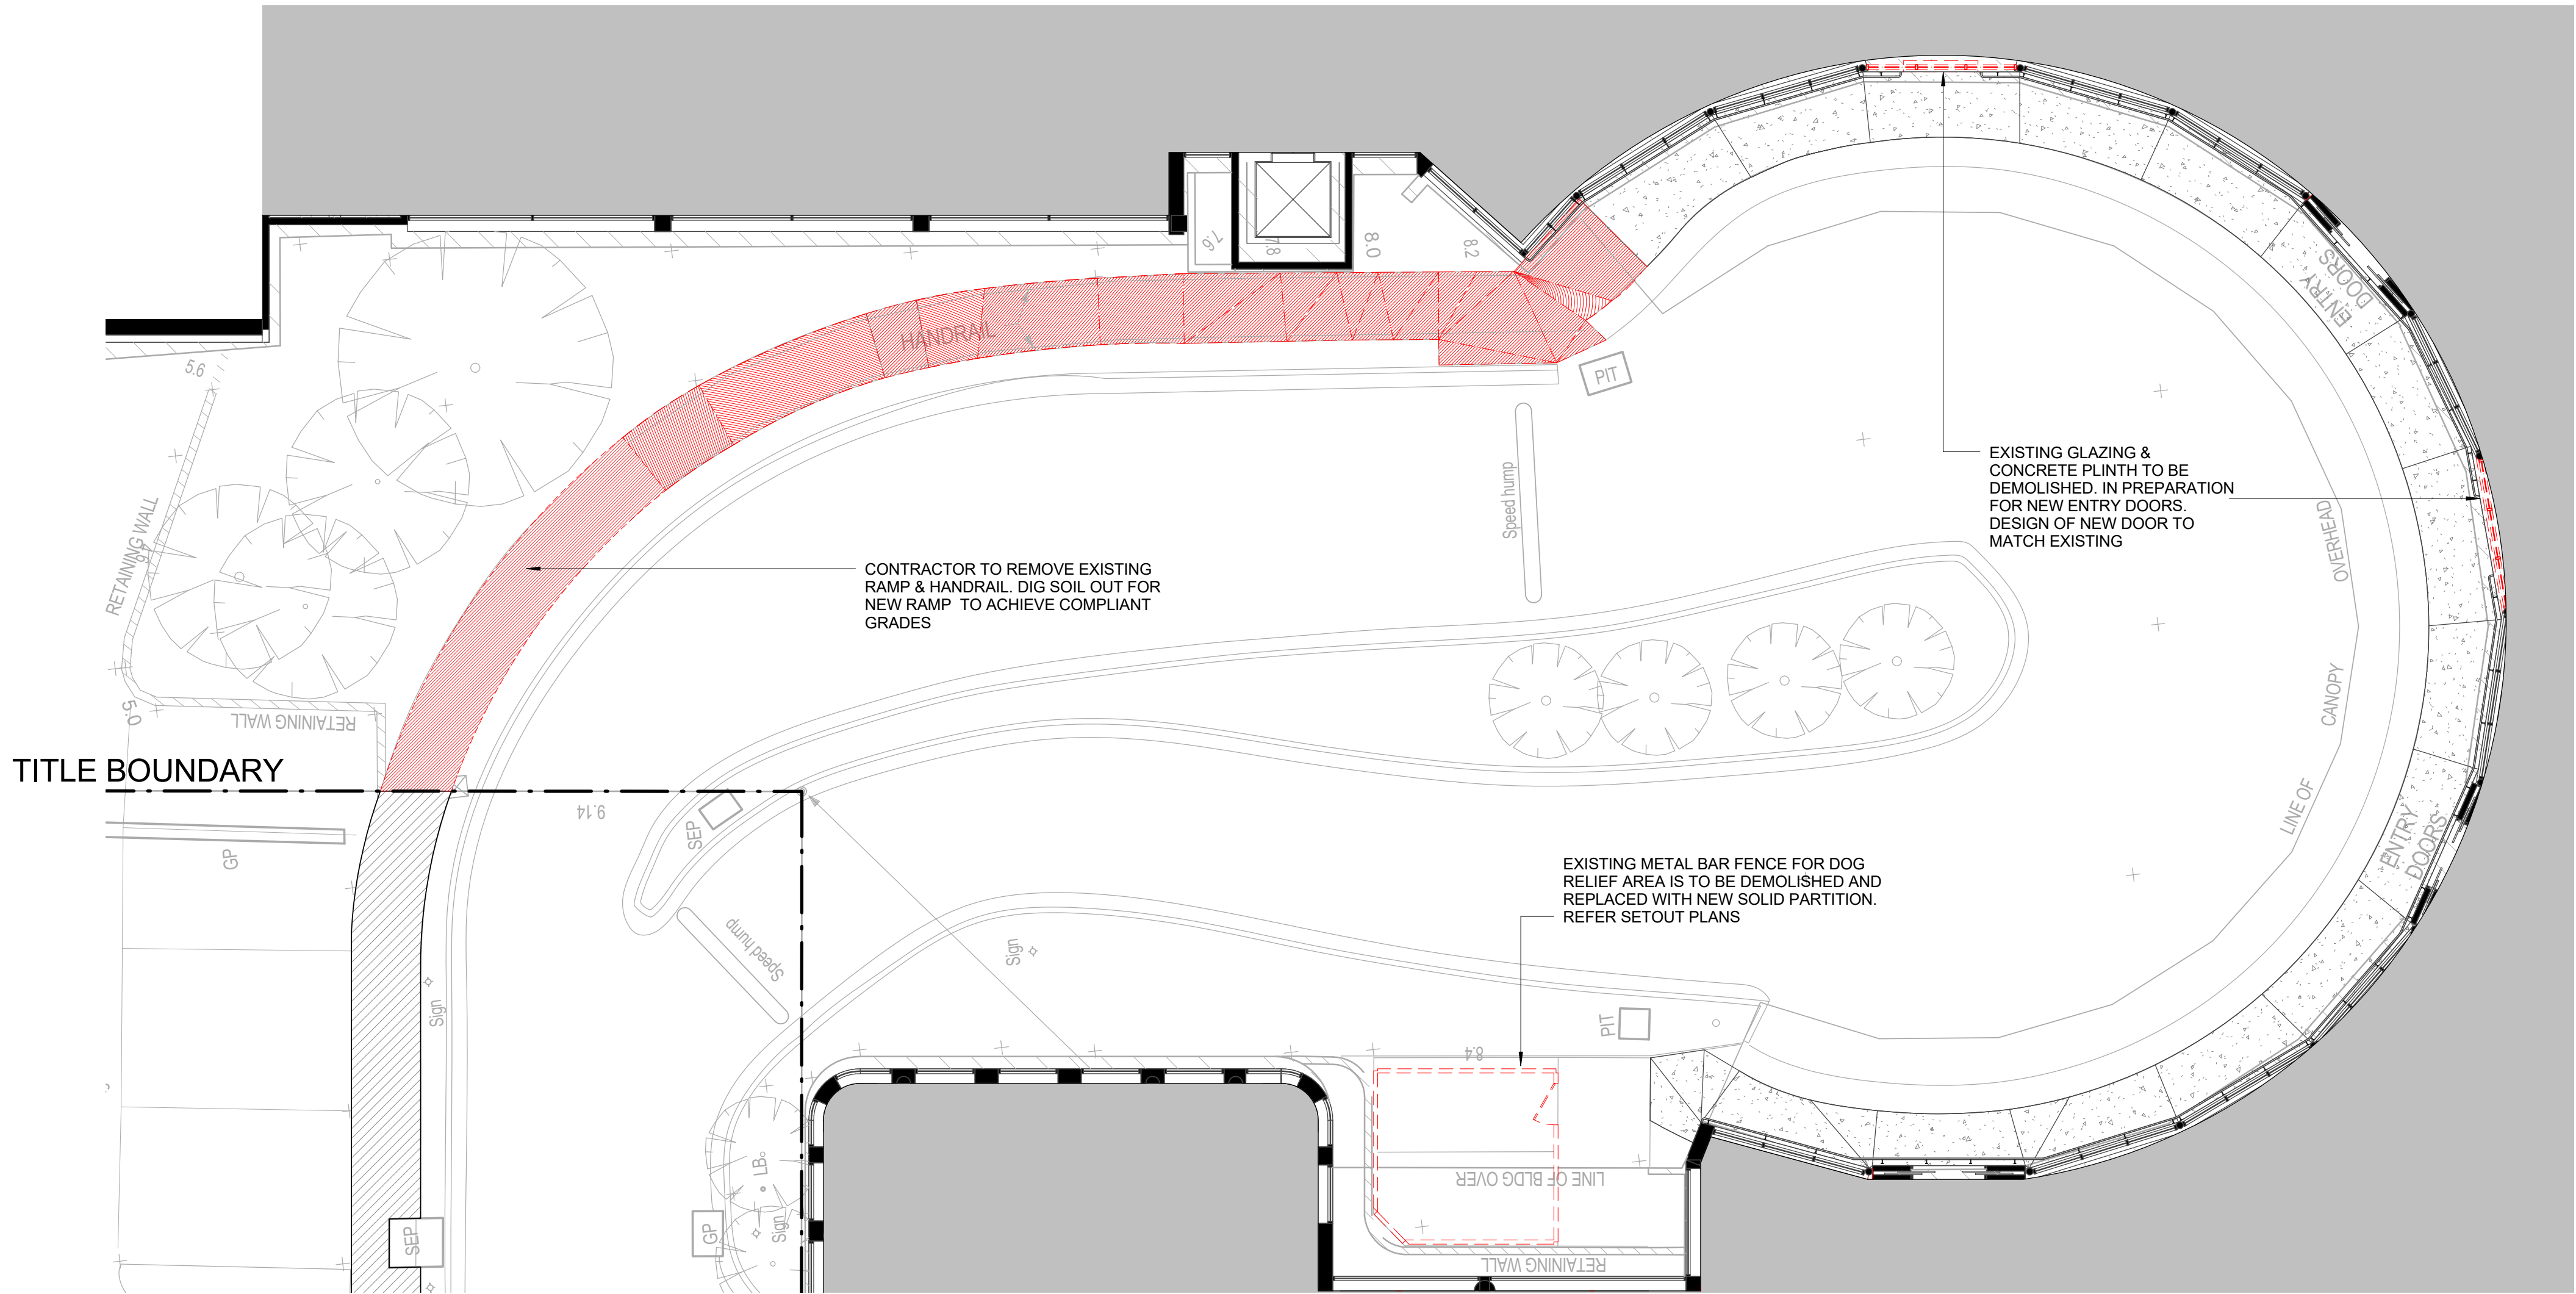 7.6
7.8
8.0
8.2
ENTRY
DOORS
HANDRAIL
5.6
PIT
EXISTING GLAZING &
CONCRETE PLINTH TO BE
DEMOLISHED. IN PREPARATION
FOR NEW ENTRY DOORS.
DESIGN OF NEW DOOR TO
MATCH EXISTING
Speed hump
OVERHEAD
RETAINING WALL
CONTRACTOR TO REMOVE EXISTING
RAMP & HANDRAIL. DIG SOIL OUT FOR
NEW RAMP TO ACHIEVE COMPLIANT
GRADES
5.0
RETAINING WALL
CANOPY
TITLE BOUNDARY
9.14
LINE OF
SEP
GP
ENTRY
DOORS
EXISTING METAL BAR FENCE FOR DOG
RELIEF AREA IS TO BE DEMOLISHED AND
REPLACED WITH NEW SOLID PARTITION.
REFER SETOUT PLANS
Speed hump
Sign
Sign
PIT
8.4
LB
LINE OF BLDG OVER
SEP
GP
Sign
RETAINING WALL